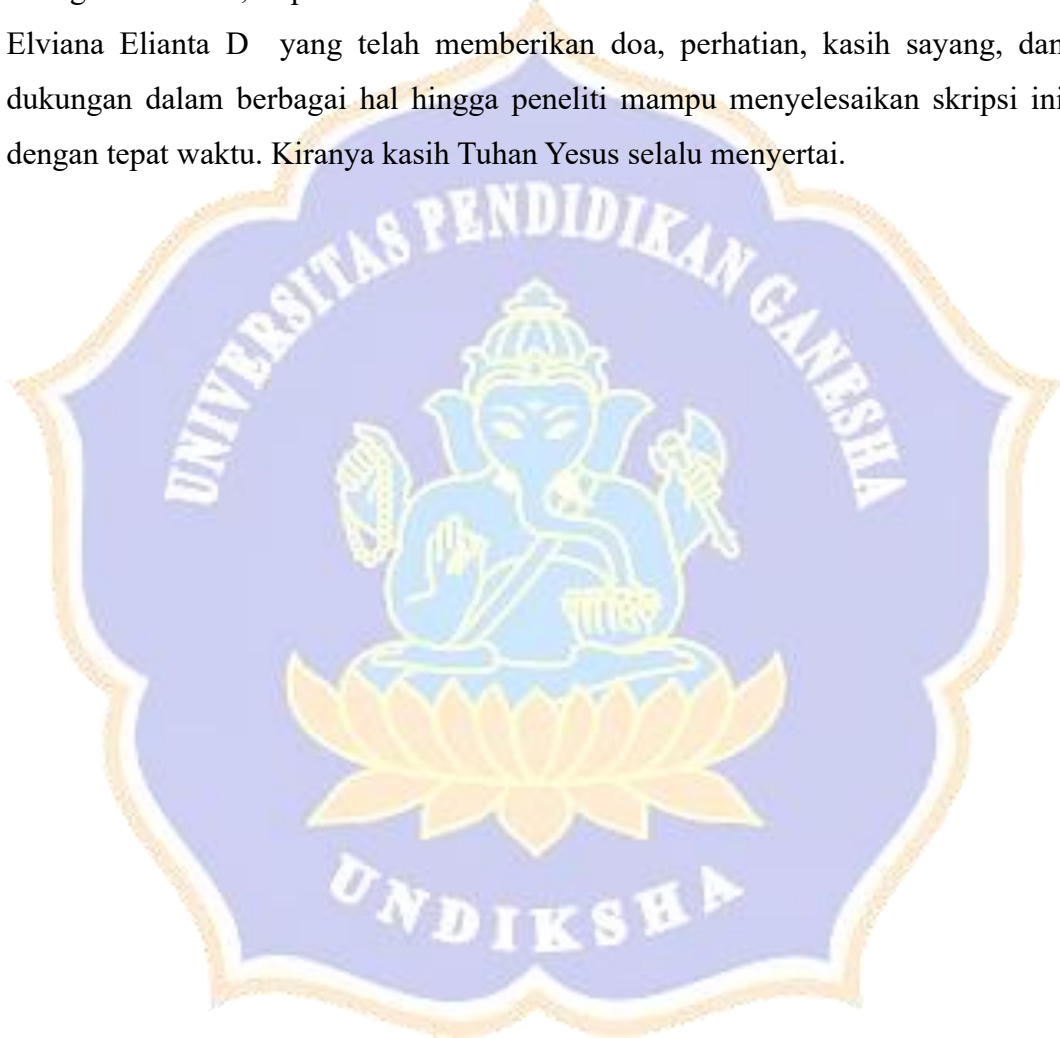 Elviana Elianta D yang telah memberikan doa, perhatian, kasih sayang, dan
dukungan dalam berbagai hal hingga peneliti mampu menyelesaikan skripsi ini
dengan tepat waktu. Kiranya kasih Tuhan Yesus selalu menyertai.
UNIVERSITAS PENDIDIKAN GANESHA
UNDIKSHA